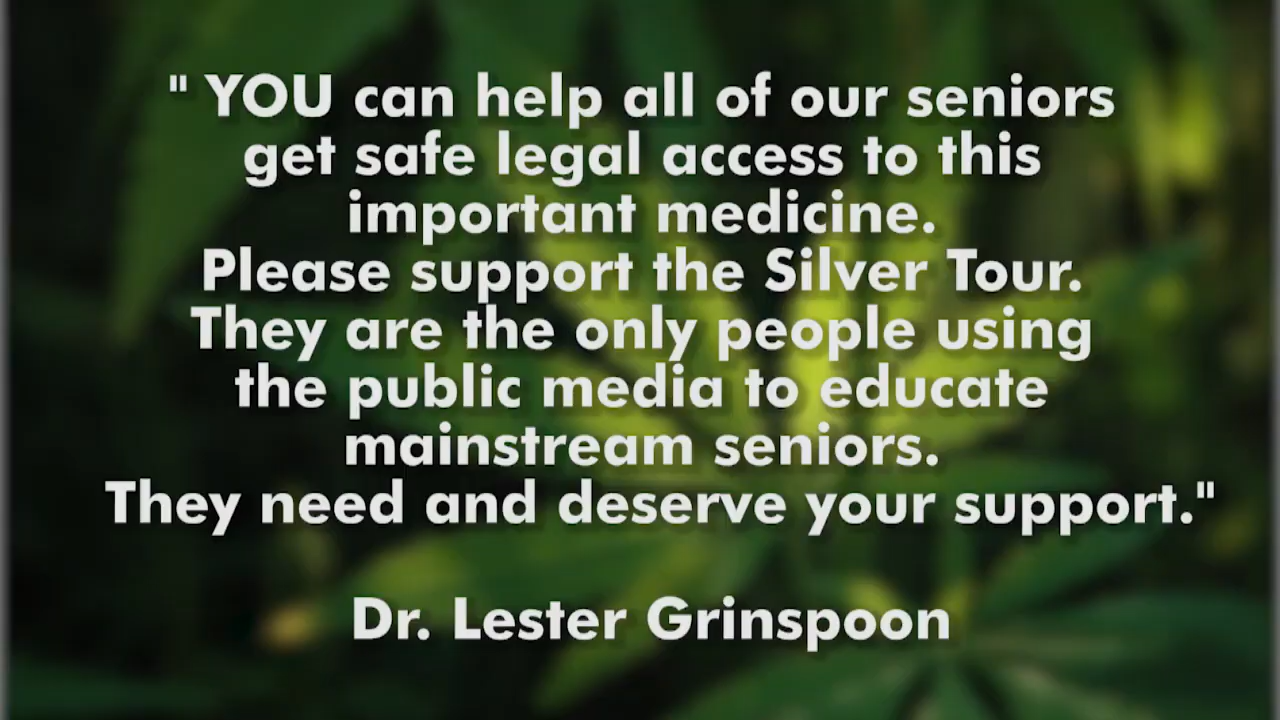 " YOU can help all of our seniors
get safe legal access to this
important medicine.
Please support the Silver Tour.
They are the only people using
the public media to educate
mainstream seniors.
They need and deserve your support."
Dr. Lester Grinspoon